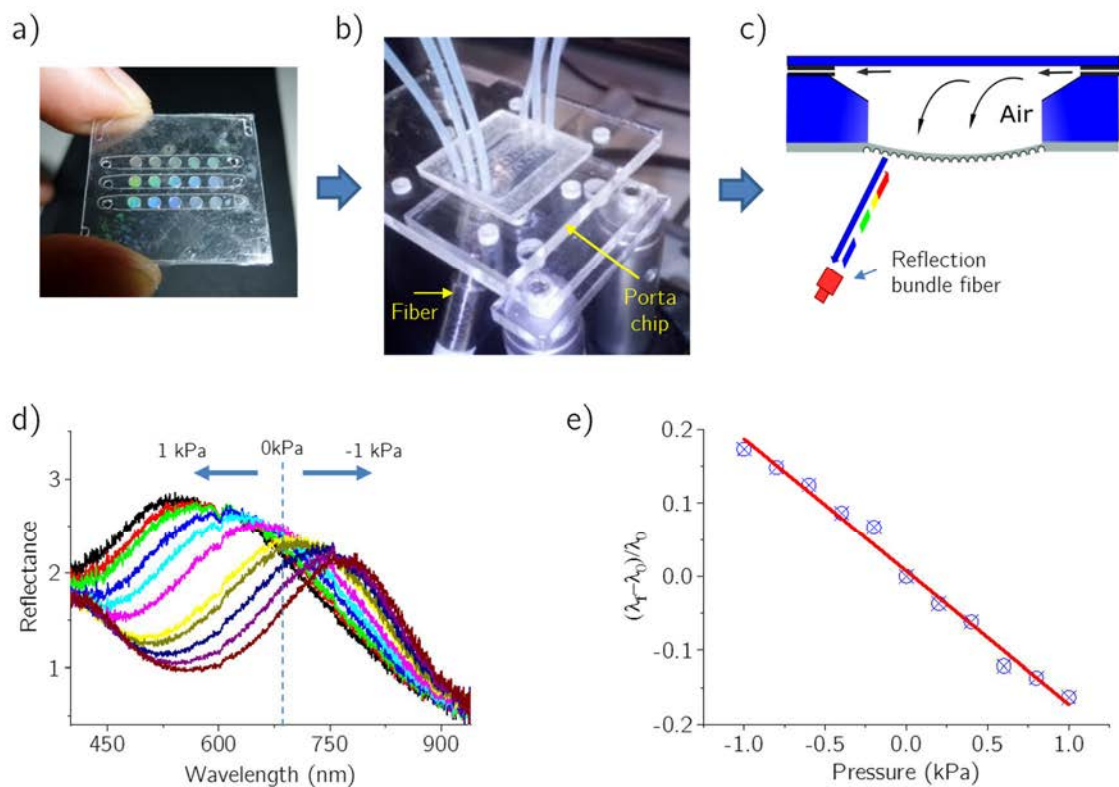 a)
b)
c)
Fiber
Porta
chip
Air
Reflection
bundle fiber
d)
1 kPa
0kPa
-1 kPa
3
2
1
Reflectance
450
600
750
900
Wavelength (nm)
e)
0.2
0.1
0.0
-0.1
-0.2
(λₚ-λ₀)/λ₀
-1.0
-0.5
0.0
0.5
1.0
Pressure (kPa)